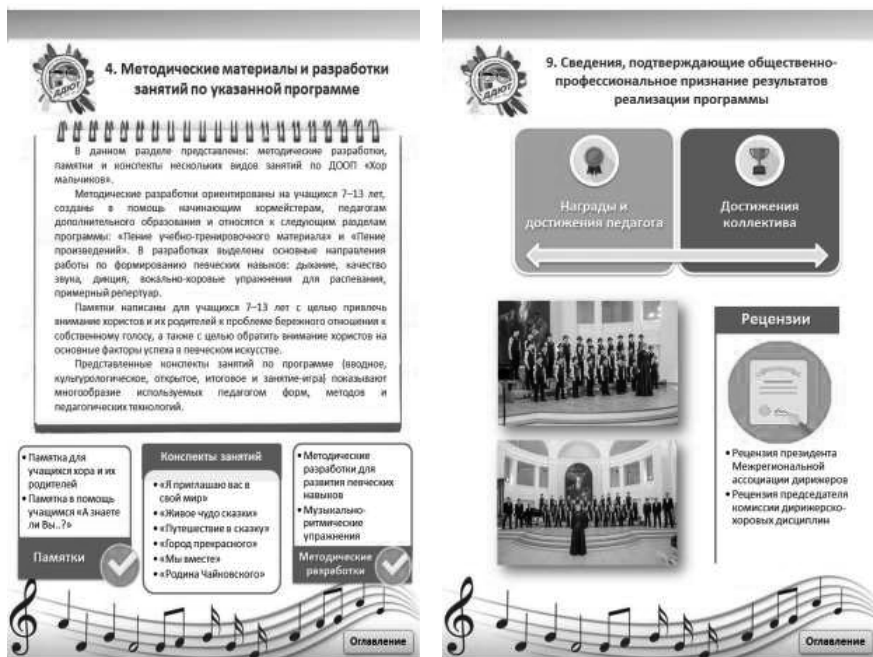 ДДЮТ
4. Методические материалы и разработки
занятий по указанной программе
В данном разделе представлены: методические разработки,
памятки и конспекты нескольких видов занятий по ДООП «Хор
мальчиков».
Методические разработки ориентированы на учащихся 7–13 лет,
созданы в помощь начинающим хормейстерам, педагогам
дополнительного образования и относятся к следующим разделам
программы: «Пение учебно-тренировочного материала» и «Пение
произведений». В разработках выделены основные направления
работы по формированию певческих навыков: дыхание, качество
звука, дикция, вокально-хоровые упражнения для распевания,
примерный репертуар.
Памятки написаны для учащихся 7–13 лет с целью привлечь
внимание хористов и их родителей к проблеме бережного отношения к
собственному голосу, а также с целью обратить внимание хористов на
основные факторы успеха в певческом искусстве.
Представленные конспекты занятий по программе (вводное,
культурологическое, открытое, итоговое и занятие-игра) показывают
многообразие используемых педагогом форм, методов и
педагогических технологий.
• Памятка для
учащихся хора и их
родителей
• Памятка в помощь
учащимся «А знаете
ли Вы..?»
Памятки
Конспекты занятий
• «Я приглашаю вас в
свой мир»
• «Живое чудо сказки»
• «Путешествие в сказку»
• «Город прекрасного»
• «Мы вместе»
• «Родина Чайковского»
• Методические
разработки для
развития певческих
навыков
• Музыкально-
ритмические
упражнения
Методические
разработки
Оглавление
ДДЮТ
9. Сведения, подтверждающие общественно-
профессиональное признание результатов
реализации программы
Награды и
достижения педагога
Достижения
коллектива
Рецензии
• Рецензия президента
Межрегиональной
ассоциации дирижеров
• Рецензия председателя
комиссии дирижерско-
хоровых дисциплин
Оглавление